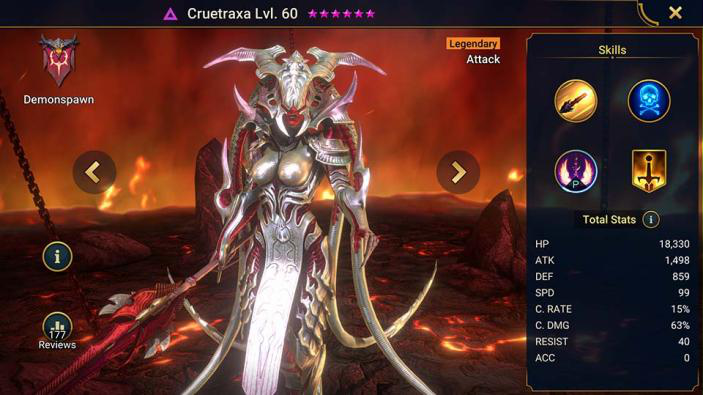 Cruetraxa Lvl. 60
Demonspawn
Legendary
Attack
Skills
P
Total Stats
HP 18,330
ATK 1,498
DEF 859
SPD 99
C. RATE 15%
C. DMG 63%
RESIST 40
ACC 0
177
Reviews